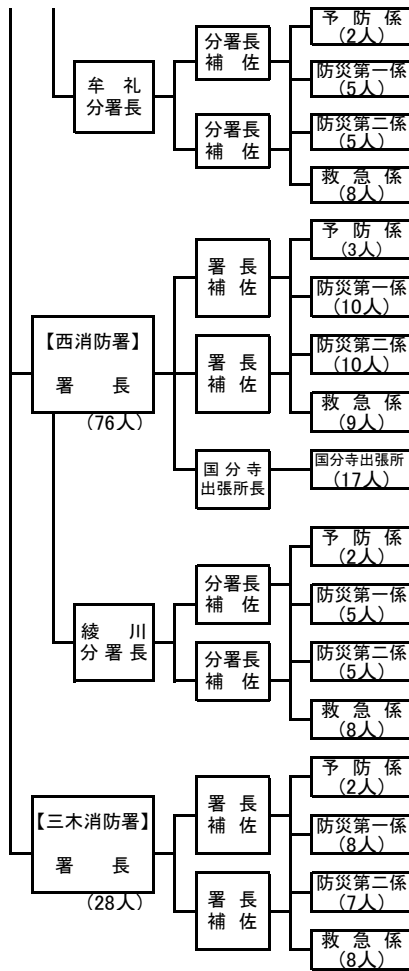 予 防 係
(2人)
牟 礼
分署長
分署長
補 佐
防災第一係
(5人)
分署長
補 佐
防災第二係
(5人)
救 急 係
(8人)
【西消防署】
署 長
(76人)
署 長
補 佐
予 防 係
(3人)
防災第一係
(10人)
署 長
補 佐
防災第二係
(10人)
救 急 係
(9人)
国 分 寺
出張所長
国分寺出張所
(17人)
綾 川
分 署 長
分署長
補 佐
予 防 係
(2人)
防災第一係
(5人)
分署長
補 佐
防災第二係
(5人)
救 急 係
(8人)
【三木消防署】
署 長
(28人)
署 長
補 佐
予 防 係
(2人)
防災第一係
(8人)
署 長
補 佐
防災第二係
(7人)
救 急 係
(8人)